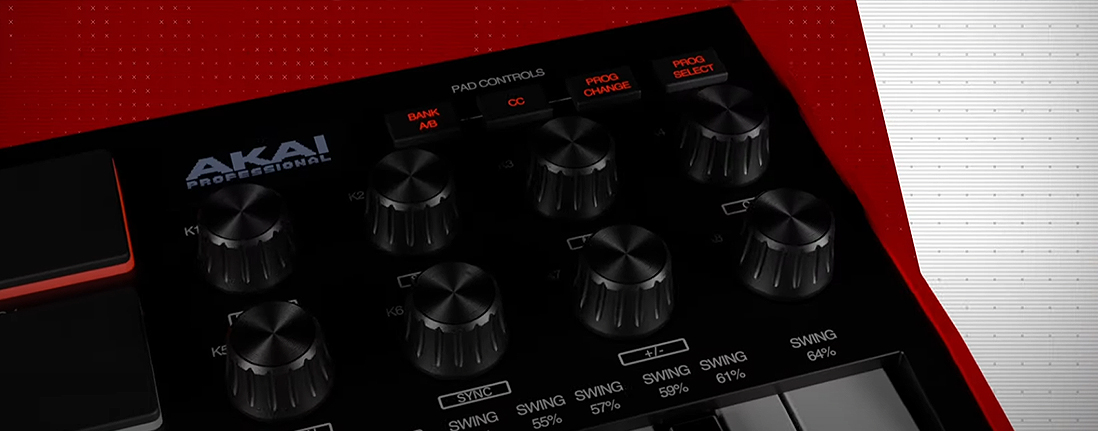 PAD CONTROLS
BANK
A/B
CC
PROG
CHANGE
PROG
SELECT
AKAI
PROFESSIONAL
K1
K2
K5
K6
SYNC
+/-
SWING
SWING
55%
SWING
57%
SWING
59%
SWING
61%
SWING
64%